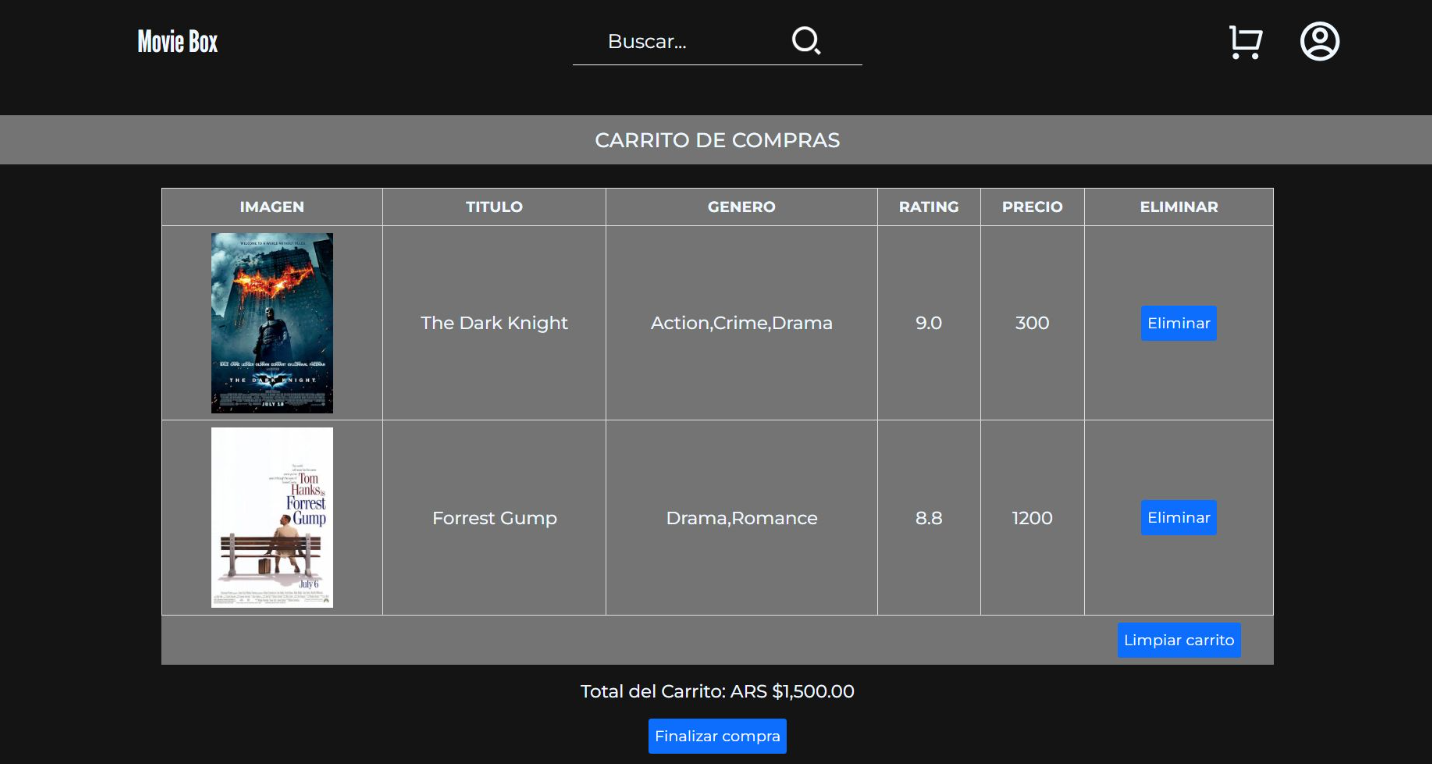 Movie Box
Buscar...
CARRITO DE COMPRAS
IMAGEN TITULO GENERO RATING PRECIO ELIMINAR
THE DARK KNIGHT
JULY 18
The Dark Knight Action,Crime,Drama 9.0 300 Eliminar
Tom
Hanks is
Forrest
Gump
July 6
Forrest Gump Drama,Romance 8.8 1200 Eliminar
Limpiar carrito
Total del Carrito: ARS $1,500.00
Finalizar compra